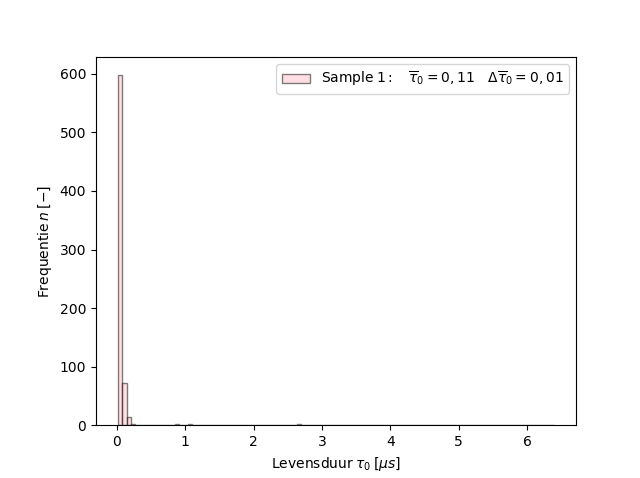 Sample 1: τ̅₀ = 0, 11 Δτ̅₀ = 0, 01
600
500
400
300
200
100
0
Frequentie n [−]
0 1 2 3 4 5 6
Levensduur τ₀ [μs]